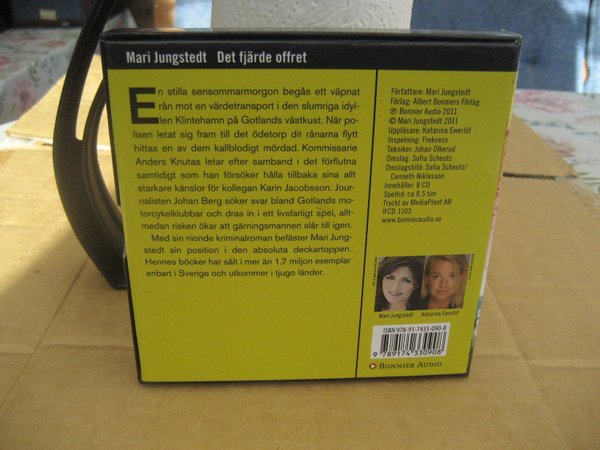 Mari Jungstedt Det fjärde offret
En stilla sensommarmorgon begås ett väpnat
rån mot en värdetransport i den slumriga idyl-
len Klintehamn på Gotlands västkust. När po-
lisen letat sig fram till det ödetorp dit rånarna flytt
hittas en av dem kallblodigt mördad. Kommissarie
Anders Knutas letar efter samband i det förflutna
samtidigt som han försöker hålla tillbaka sina allt
starkare känslor för kollegan Karin Jacobsson. Jour-
nalisten Johan Berg söker svar bland Gotlands mo-
torcykelklubbar och dras in i ett livsfarligt spel, allt-
medan risken ökar att gärningsmannen slår till igen.
Med sin nionde kriminalroman befäster Mari Jung-
stedt sin position i den absoluta deckartoppen.
Hennes böcker har sålt i mer än 1,7 miljon exemplar
enbart i Sverige och utkommer i tjugo länder.
Författare: Mari Jungstedt
Förlag: Albert Bonniers Förlag
℗ Bonnier Audio 2011
© Mari Jungstedt 2011
Uppläsare: Katarina Ewerlöf
Inspelning: Frekvens
Tekniker: Johan Olkerud
Omslag: Sofia Scheutz
Omslagsbild: Sofia Scheutz/
Cenneth Niklasson
Innehåller: 8 CD
Speltid: ca 8,5 tim
Tryckt av MediaPlant AB
IFCD 1103
www.bonnieraudio.se
Mari Jungstedt Katarina Ewerlöf
ISBN 978-91-7433-090-8
9 789174 330908
BONNIER AUDIO